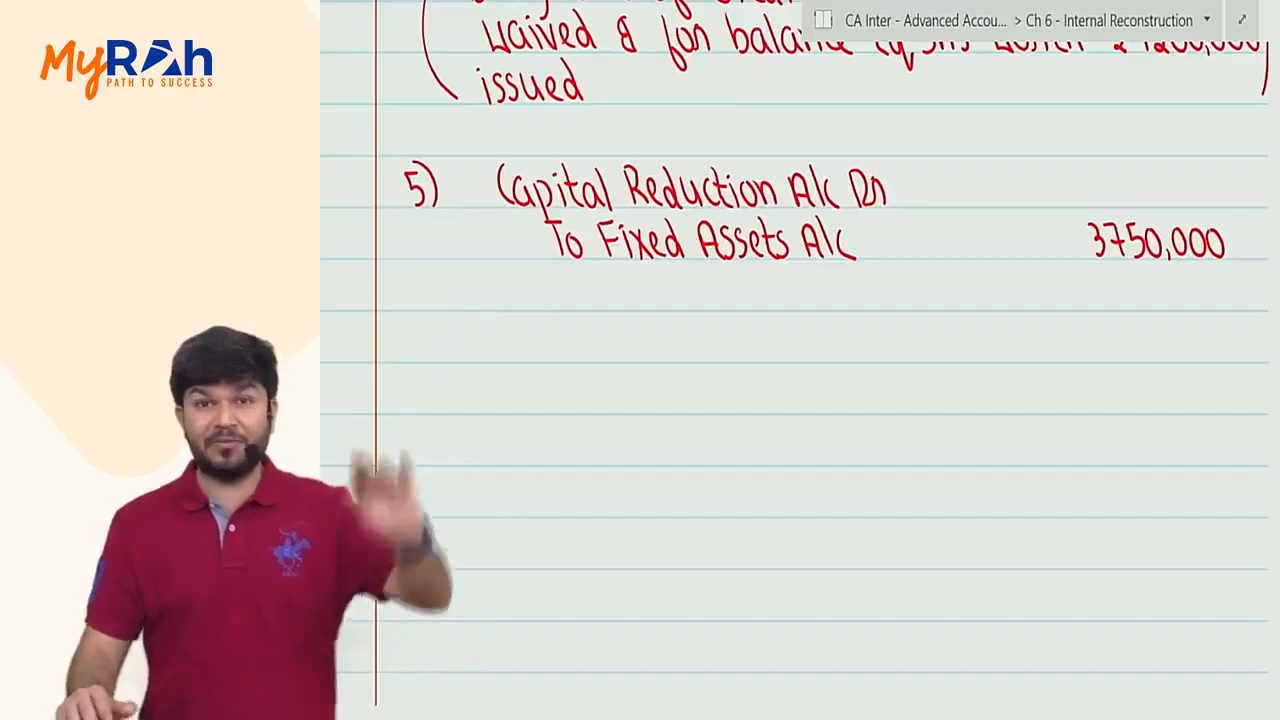 MyRAh
PATH TO SUCCESS
CA Inter - Advanced Accou... > Ch 6 - Internal Reconstruction
waived & for balance
issued
5) Capital Reduction A/c Dr
To Fixed Assets A/c 3750,000